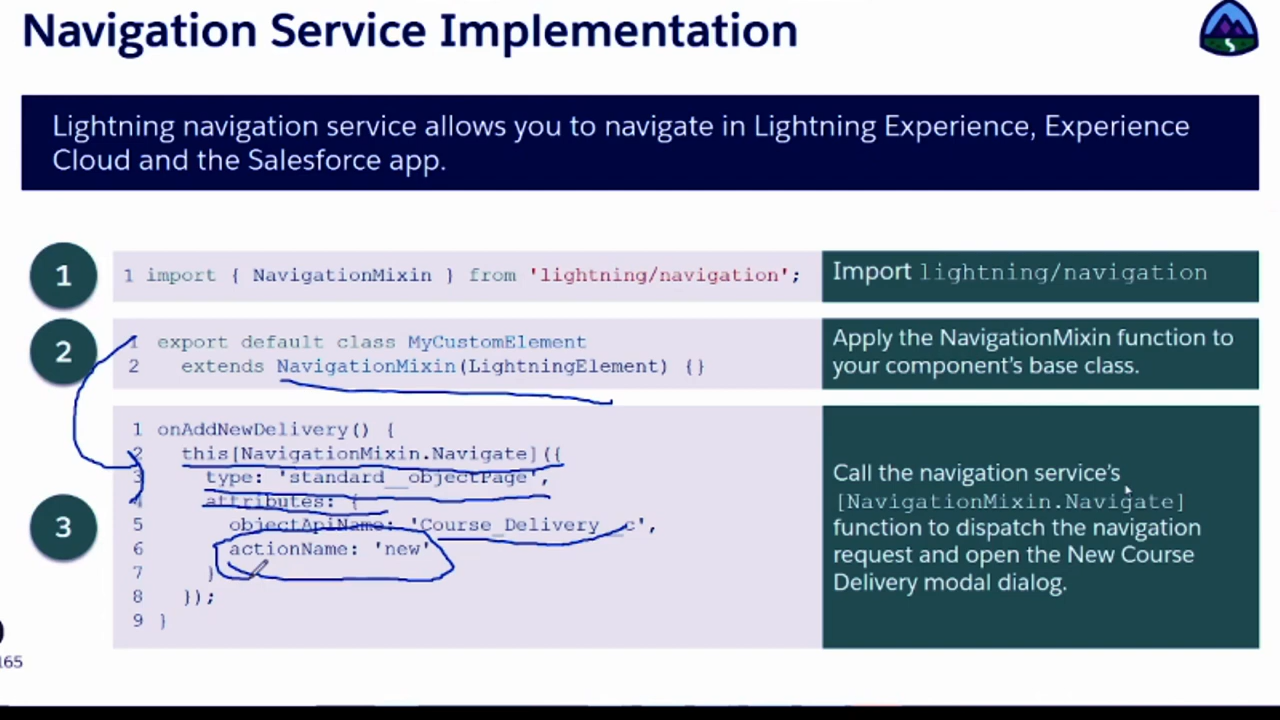 Navigation Service Implementation
Lightning navigation service allows you to navigate in Lightning Experience, Experience
Cloud and the Salesforce app.
1
1 import { NavigationMixin } from 'lightning/navigation';
Import lightning/navigation
2
1 export default class MyCustomElement
2 extends NavigationMixin(LightningElement) {}
Apply the NavigationMixin function to
your component's base class.
3
1 onAddNewDelivery() {
2 this[NavigationMixin.Navigate]({
3 type: 'standard__objectPage',
4 attributes: {
5 objectApiName: 'Course_Delivery__c',
6 actionName: 'new'
7 }
8 });
9 }
Call the navigation service's
[NavigationMixin.Navigate]
function to dispatch the navigation
request and open the New Course
Delivery modal dialog.
165